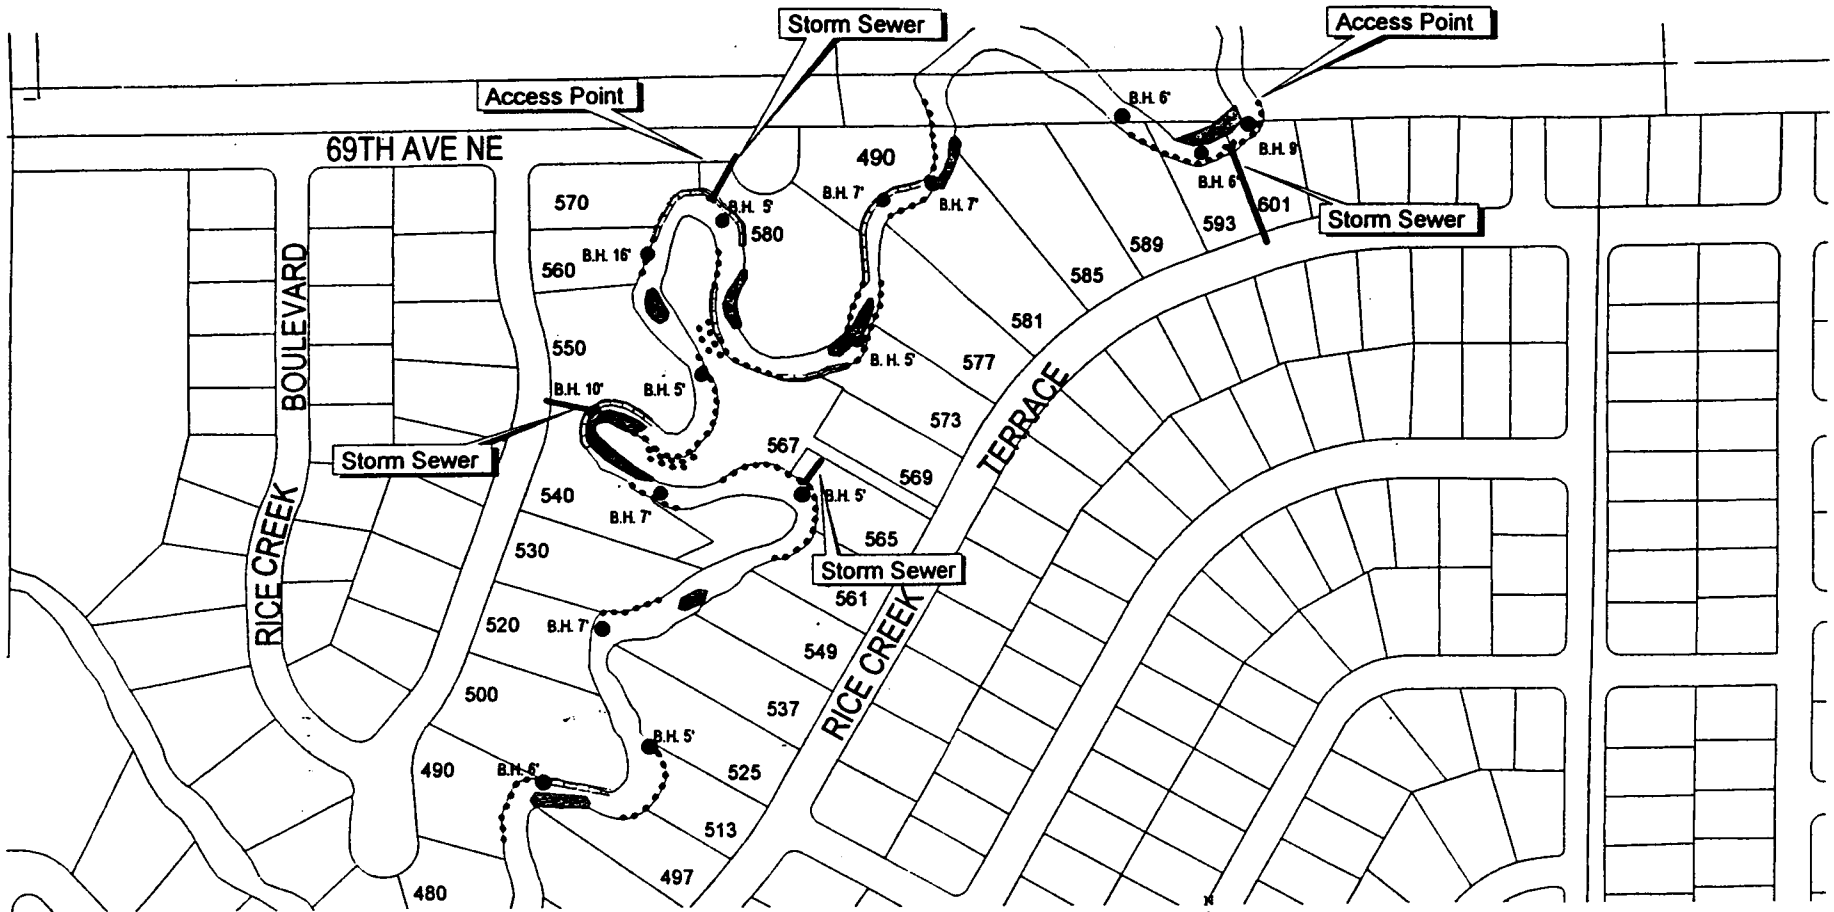 Storm Sewer
Access Point
Access Point
B.H. 6'
69TH AVE NE
490
B.H. 9'
B.H. 6'
B.H. 7'
B.H. 7'
570
B.H. 5'
601
Storm Sewer
593
580
589
B.H. 16'
560
585
BOULEVARD
581
550
B.H. 5'
577
B.H. 10'
B.H. 5'
573
TERRACE
567
Storm Sewer
569
540
B.H. 5'
B.H. 7'
565
530
RICE CREEK
Storm Sewer
561
520
B.H. 7'
549
RICE CREEK
500
537
B.H. 5'
490
B.H. 6'
525
513
497
480
N